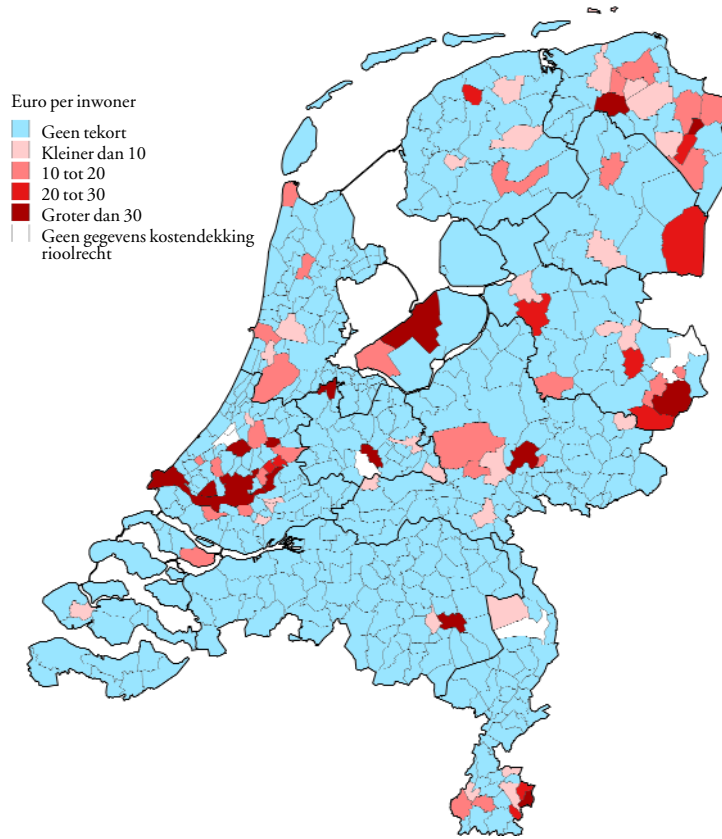 Euro per inwoner
Geen tekort
Kleiner dan 10
10 tot 20
20 tot 30
Groter dan 30
Geen gegevens kostendekking
rioolrecht